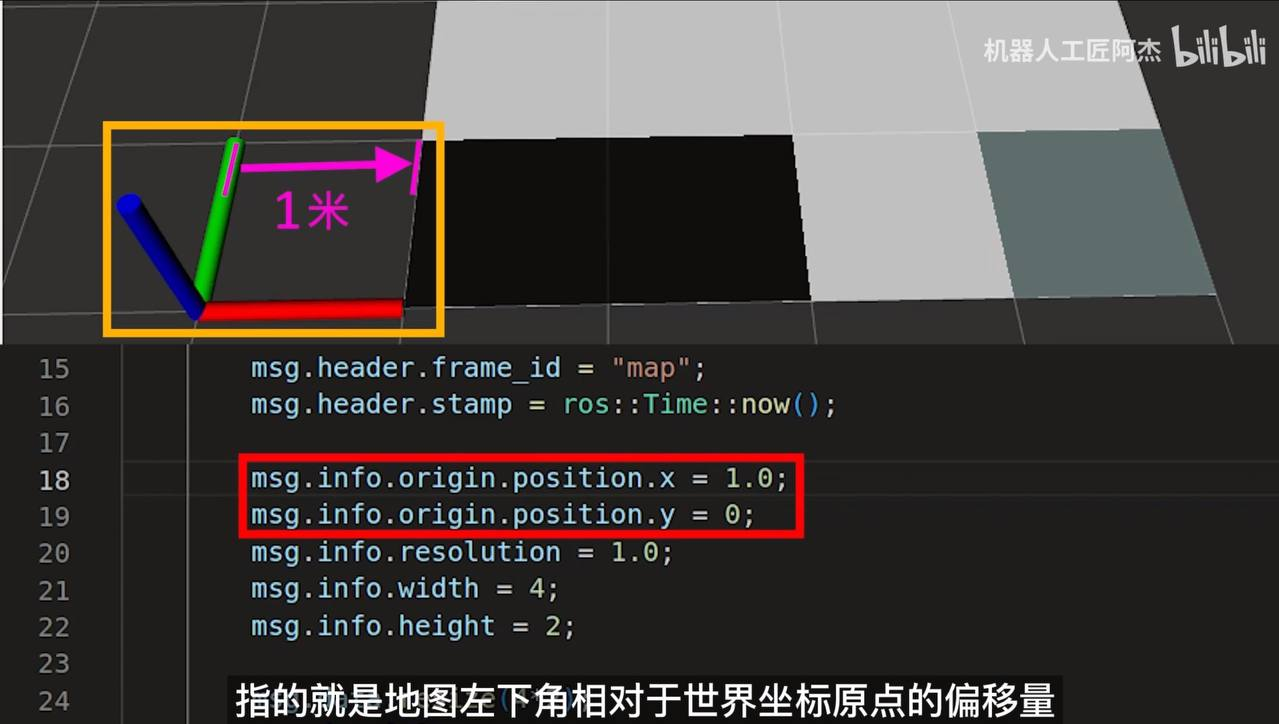 机器人工匠阿杰 bilibili
1米
15 msg.header.frame_id = "map";
16 msg.header.stamp = ros::Time::now();
17
18 msg.info.origin.position.x = 1.0;
19 msg.info.origin.position.y = 0;
20 msg.info.resolution = 1.0;
21 msg.info.width = 4;
22 msg.info.height = 2;
23
24
指的就是地图左下角相对于世界坐标原点的偏移量